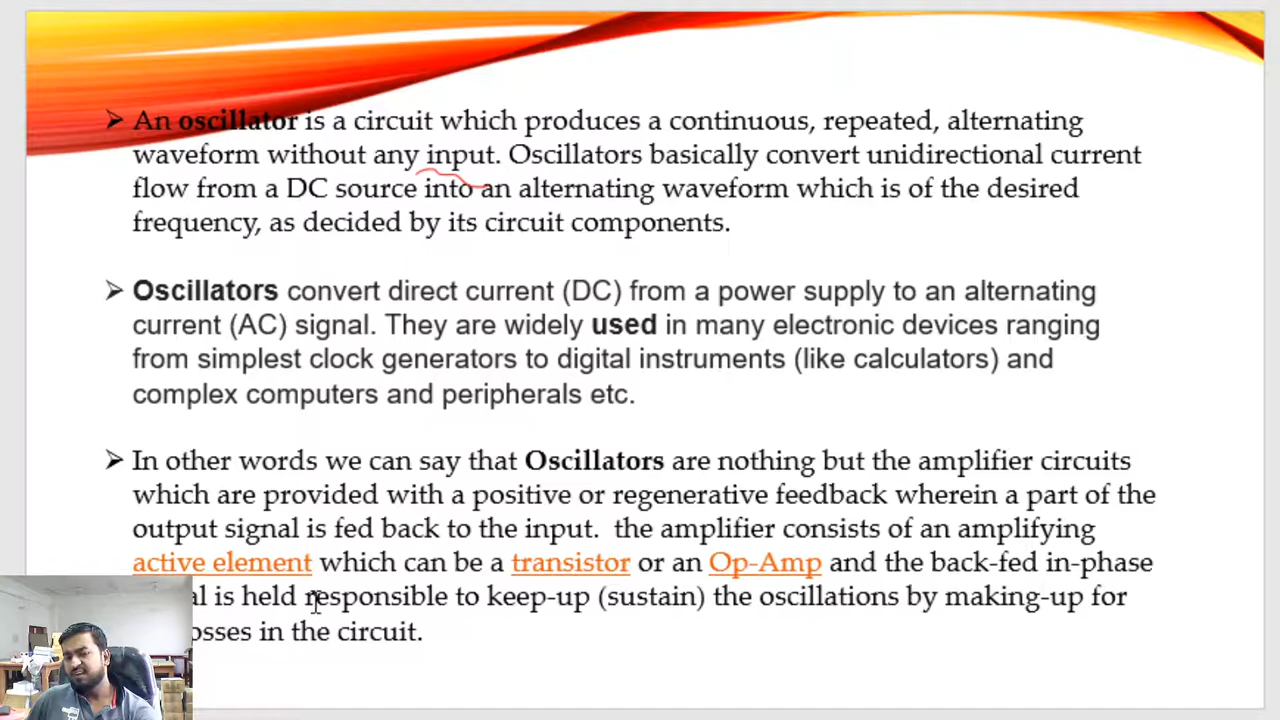 An oscillator is a circuit which produces a continuous, repeated, alternating
waveform without any input. Oscillators basically convert unidirectional current
flow from a DC source into an alternating waveform which is of the desired
frequency, as decided by its circuit components.
Oscillators convert direct current (DC) from a power supply to an alternating
current (AC) signal. They are widely used in many electronic devices ranging
from simplest clock generators to digital instruments (like calculators) and
complex computers and peripherals etc.
In other words we can say that Oscillators are nothing but the amplifier circuits
which are provided with a positive or regenerative feedback wherein a part of the
output signal is fed back to the input. the amplifier consists of an amplifying
active element which can be a transistor or an Op-Amp and the back-fed in-phase
is held responsible to keep-up (sustain) the oscillations by making-up for
in the circuit.